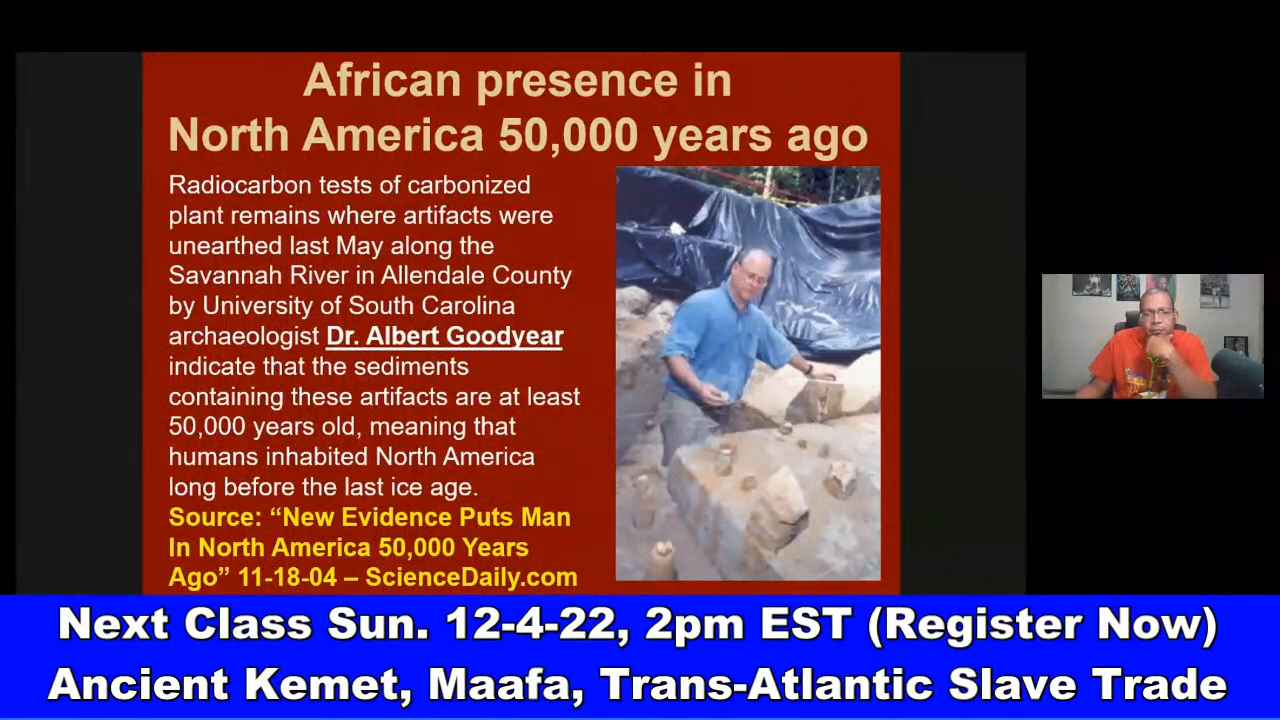 African presence in
North America 50,000 years ago
Radiocarbon tests of carbonized
plant remains where artifacts were
unearthed last May along the
Savannah River in Allendale County
by University of South Carolina
archaeologist Dr. Albert Goodyear
indicate that the sediments
containing these artifacts are at least
50,000 years old, meaning that
humans inhabited North America
long before the last ice age.
Source: “New Evidence Puts Man
In North America 50,000 Years
Ago” 11-18-04 – ScienceDaily.com
Next Class Sun. 12-4-22, 2pm EST (Register Now)
Ancient Kemet, Maafa, Trans-Atlantic Slave Trade